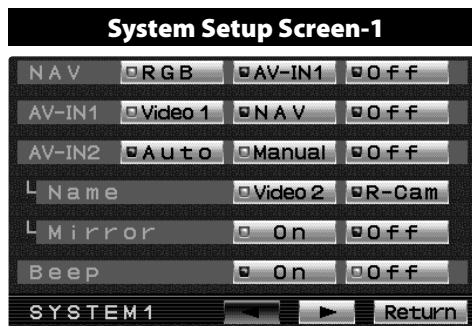 System Setup Screen-1
NAV RGB AV-IN1 Off
AV-IN1 Video 1 NAV Off
AV-IN2 Auto Manual Off
Name Video 2 R-Cam
Mirror On Off
Beep On Off
SYSTEM1 Return